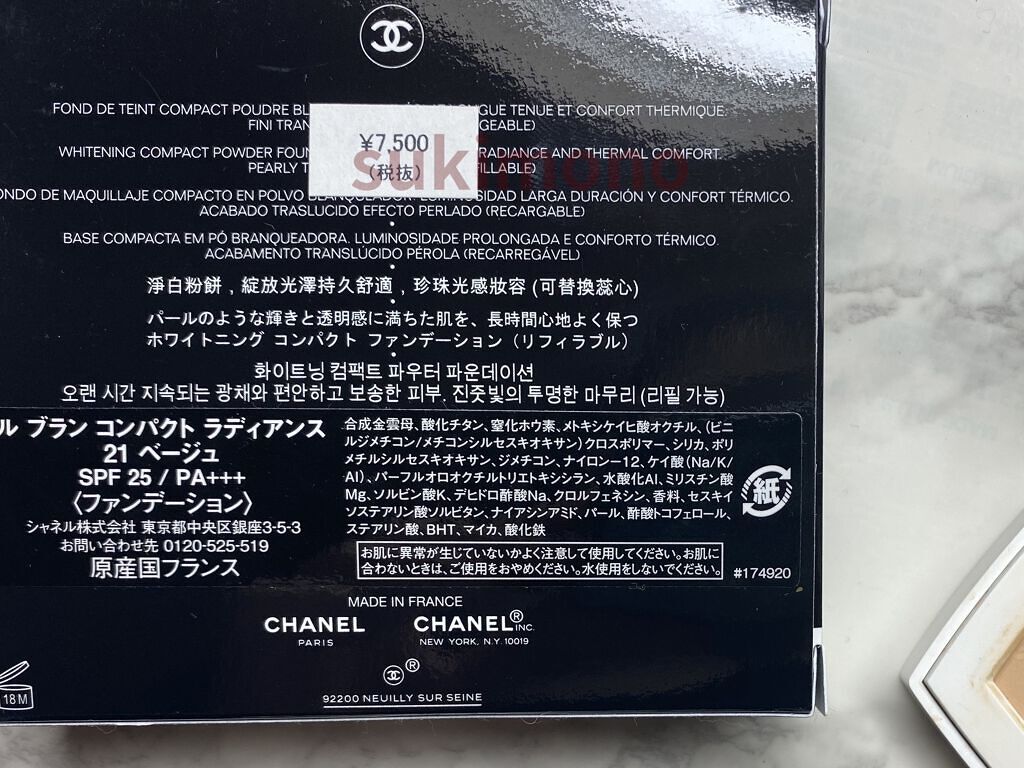 FOND DE TEINT COMPACT POUDRE TENUE ET CONFORT THERMIQUE.
FINI
¥7,500
(税抜)
sukimono
WHITENING COMPACT POWDER RADIANCE AND THERMAL COMFORT.
PEARLY
DE MAQUILLAJE COMPACTO EN POLVO LARGA DURACIÓN Y CONFORT TÉRMICO.
ACABADO TRASLUCIDO EFECTO PERLADO (RECARGABLE)
BASE COMPACTA EM PÓ BRANQUEADORA. LUMINOSIDADE PROLONGADA E CONFORTO TÉRMICO.
ACABAMENTO TRANSLÚCIDO PÉROLA (RECARREGÁVEL)
淨白粉餅，綻放光澤持久舒適，珍珠光感妝容 (可替換蕊心)
パールのような輝きと透明感に満ちた肌を、長時間心地よく保つ
ホワイトニング コンパクト ファンデーション（リフィラブル）
화이트닝 컴팩트 파우터 파운데이션
오랜 시간 지속되는 광채와 편안하고 보송한 피부. 진줏빛의 투명한 마무리 (리필 가능)
ル ブラン コンパクト ラディアンス
21 ベージュ
SPF 25 / PA+++
〈ファンデーション〉
シャネル株式会社 東京都中央区銀座3-5-3
お問い合わせ先 0120-525-519
原産国フランス
合成金雲母、酸化チタン、窒化ホウ素、メトキシケイヒ酸オクチル、(ビニ
ルジメチコン/メチコンシルセスキオキサン)クロスポリマー、シリカ、ポリ
メチルシルセスキオキサン、ジメチコン、ナイロン－12、ケイ酸(Na/K/
Al)、パーフルオロオクチルトリエトキシシラン、水酸化Al、ミリスチン酸
Mg、ソルビン酸K、デヒドロ酢酸Na、クロルフェネシン、香料、セスキイ
ソステアリン酸ソルビタン、ナイアシンアミド、パール、酢酸トコフェロール、
ステアリン酸、BHT、マイカ、酸化鉄
紙
お肌に異常が生じていないかよく注意して使用してください。お肌に
合わないときは、ご使用をおやめください。水使用をしないでください。
#174920
MADE IN FRANCE
CHANEL
PARIS
CHANEL® INC.
NEW YORK, N.Y. 10019
®
92200 NEUILLY SUR SEINE
18M